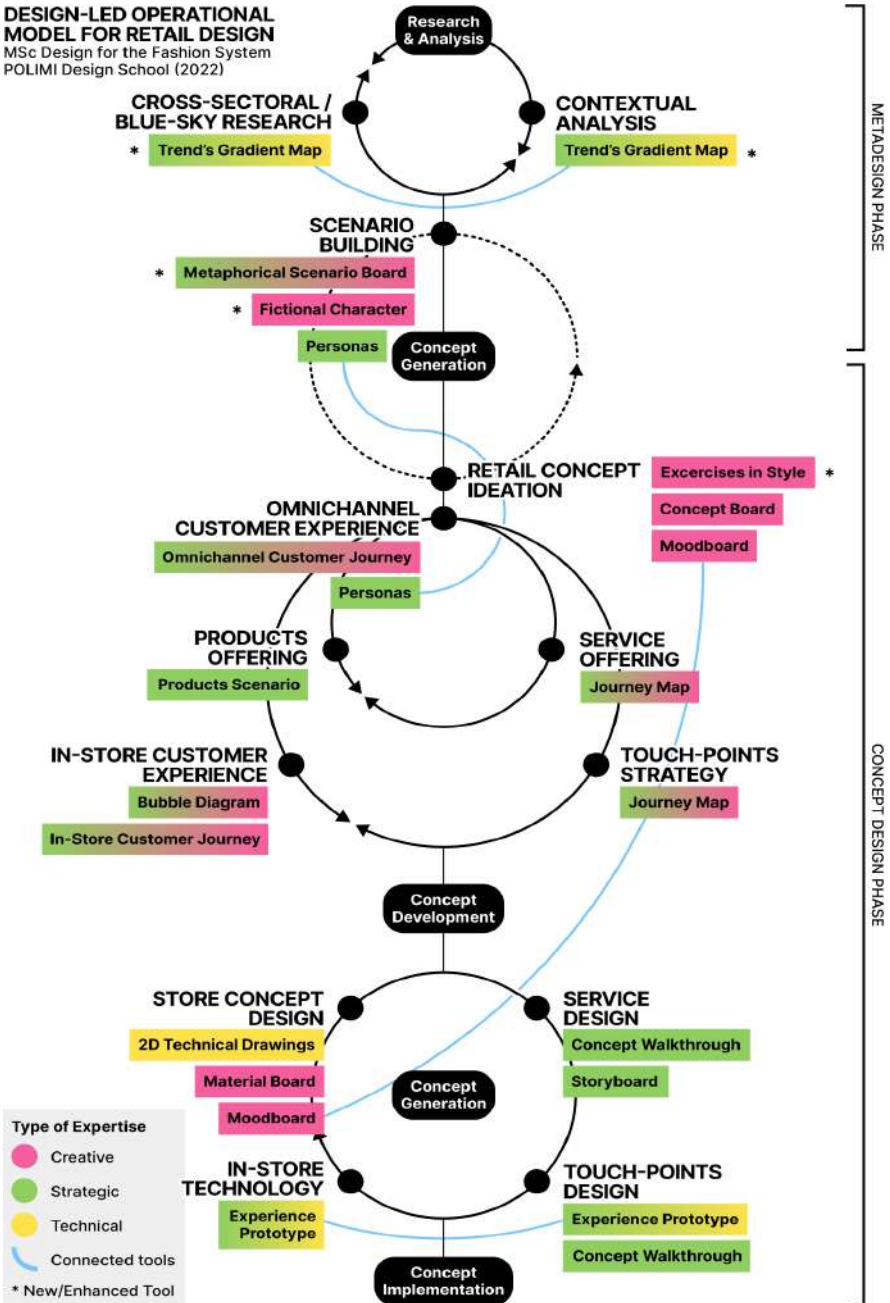 DESIGN-LED OPERATIONAL
MODEL FOR RETAIL DESIGN
MSc Design for the Fashion System
POLIMI Design School (2022)
Research
& Analysis
CROSS-SECTORAL /
BLUE-SKY RESEARCH
* Trend's Gradient Map
CONTEXTUAL
ANALYSIS
Trend's Gradient Map *
METADESIGN PHASE
SCENARIO
BUILDING
* Metaphorical Scenario Board
* Fictional Character
Personas
Concept
Generation
RETAIL CONCEPT
IDEATION
Excercises in Style *
Concept Board
Moodboard
OMNICHANNEL
CUSTOMER EXPERIENCE
Omnichannel Customer Journey
Personas
PRODUCTS
OFFERING
Products Scenario
SERVICE
OFFERING
Journey Map
IN-STORE CUSTOMER
EXPERIENCE
Bubble Diagram
In-Store Customer Journey
TOUCH-POINTS
STRATEGY
Journey Map
CONCEPT DESIGN PHASE
Concept
Development
STORE CONCEPT
DESIGN
2D Technical Drawings
Material Board
Moodboard
SERVICE
DESIGN
Concept Walkthrough
Storyboard
Concept
Generation
IN-STORE
TECHNOLOGY
Experience
Prototype
TOUCH-POINTS
DESIGN
Experience Prototype
Concept Walkthrough
Concept
Implementation
Type of Expertise
Creative
Strategic
Technical
Connected tools
* New/Enhanced Tool